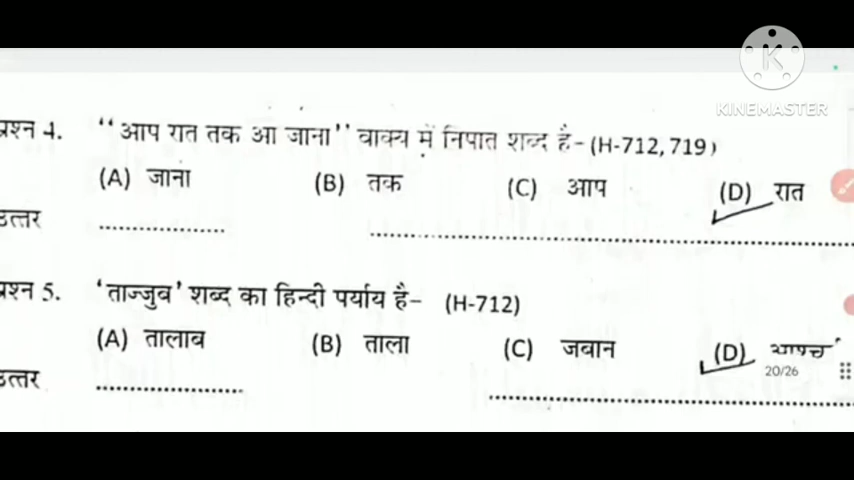 KINEMASTER
प्रश्न 4. “आप रात तक आ जाना” वाक्य में निपात शब्द है- (H-712, 719)
(A) जाना (B) तक (C) आप (D) रात
उत्तर ........................ ........................
प्रश्न 5. ‘ताज्जुब’ शब्द का हिन्दी पर्याय है- (H-712)
(A) तालाब (B) ताला (C) जबान (D)
20/26
उत्तर ........................ ........................